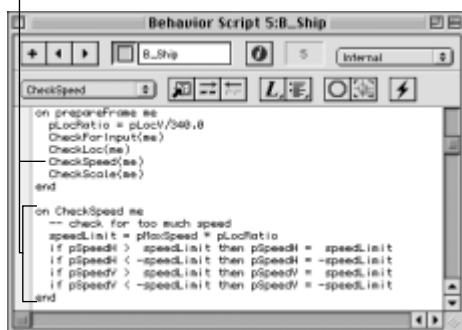 Behavior Script 5:B_Ship
B_Ship
5
Internal
CheckSpeed
L
on prepareFrame me
pLocRatio = pLocV/340.0
CheckForInput(me)
CheckLoc(me)
CheckSpeed(me)
CheckScale(me)
end
on CheckSpeed me
-- check for too much speed
speedLimit = pMaxSpeed * pLocRatio
if pSpeedH > speedLimit then pSpeedH = speedLimit
if pSpeedH < -speedLimit then pSpeedH = -speedLimit
if pSpeedV > speedLimit then pSpeedV = speedLimit
if pSpeedV < -speedLimit then pSpeedV = -speedLimit
end